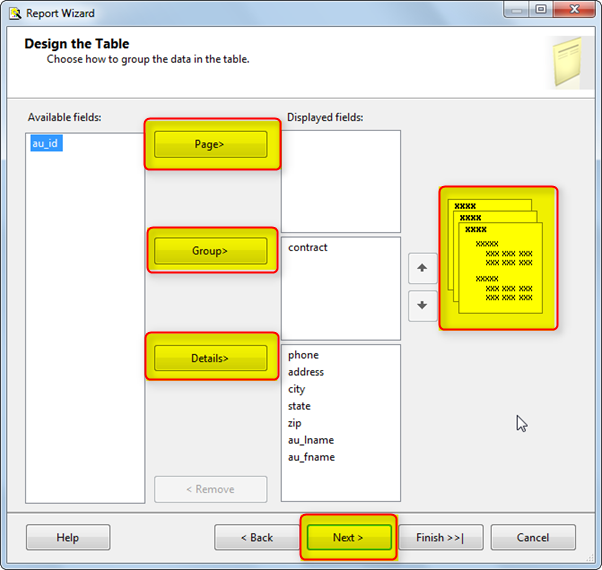 Report Wizard
Design the Table
Choose how to group the data in the table.
Available fields:
Displayed fields:
au_id
Page>
Group>
contract
Details>
phone
address
city
state
zip
au_lname
au_fname
< Remove
xxxx
xxxx
xxxx
xxxxx
xxx xxx xxx
xxx xxx xxx
xxxxx
xxx xxx xxx
xxx xxx xxx
Help
< Back
Next >
Finish >>|
Cancel